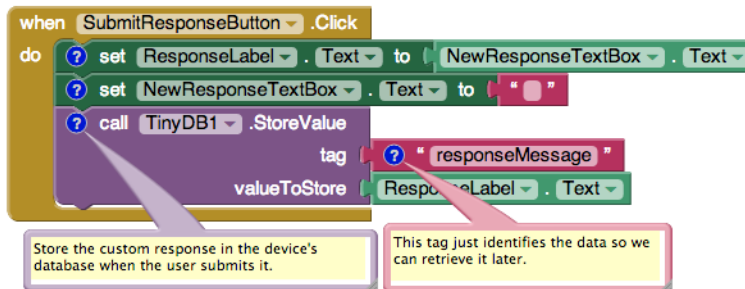 when SubmitResponseButton .Click
do ? set ResponseLabel . Text to NewResponseTextBox . Text
? set NewResponseTextBox . Text to " "
? call TinyDB1 .StoreValue
tag ? " responseMessage "
valueToStore ResponseLabel . Text
Store the custom response in the device's
database when the user submits it.
This tag just identifies the data so we
can retrieve it later.